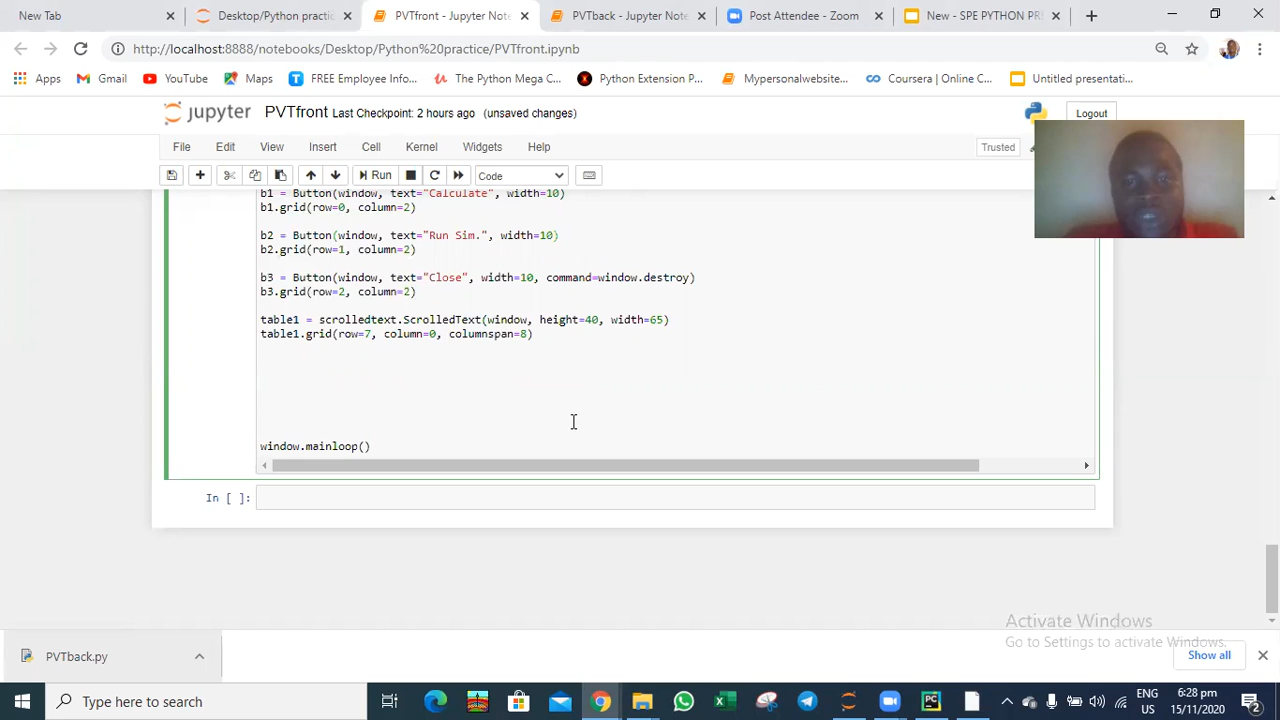 New Tab
Desktop/Python practic
PVTfront - Jupyter Note
PVTback - Jupyter Note
Post Attendee - Zoom
New - SPE PYTHON PR
http://localhost:8888/notebooks/Desktop/Python%20practice/PVTfront.ipynb
Apps
Gmail
YouTube
Maps
FREE Employee Info...
The Python Mega C...
Python Extension P...
Mypersonalwebsite...
Coursera | Online C...
Untitled presentati...
jupyter PVTfront Last Checkpoint: 2 hours ago (unsaved changes)
Logout
File Edit View Insert Cell Kernel Widgets Help
Trusted
Run
Code
b1 = Button(window, text="Calculate", width=10)
b1.grid(row=0, column=2)
b2 = Button(window, text="Run Sim.", width=10)
b2.grid(row=1, column=2)
b3 = Button(window, text="Close", width=10, command=window.destroy)
b3.grid(row=2, column=2)
table1 = scrolledtext.ScrolledText(window, height=40, width=65)
table1.grid(row=7, column=0, columnspan=8)
window.mainloop()
In [ ]:
Activate Windows
Go to Settings to activate Windows.
PVTback.py
Show all
Type here to search
ENG
US
6:28 pm
15/11/2020
2